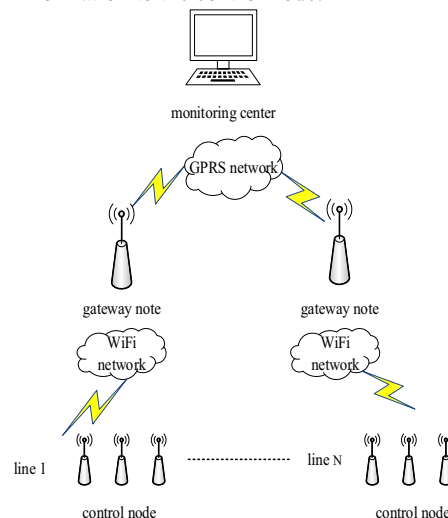 monitoring center
GPRS network
gateway note
gateway note
WiFi
network
WiFi
network
line 1
line N
control node
control node